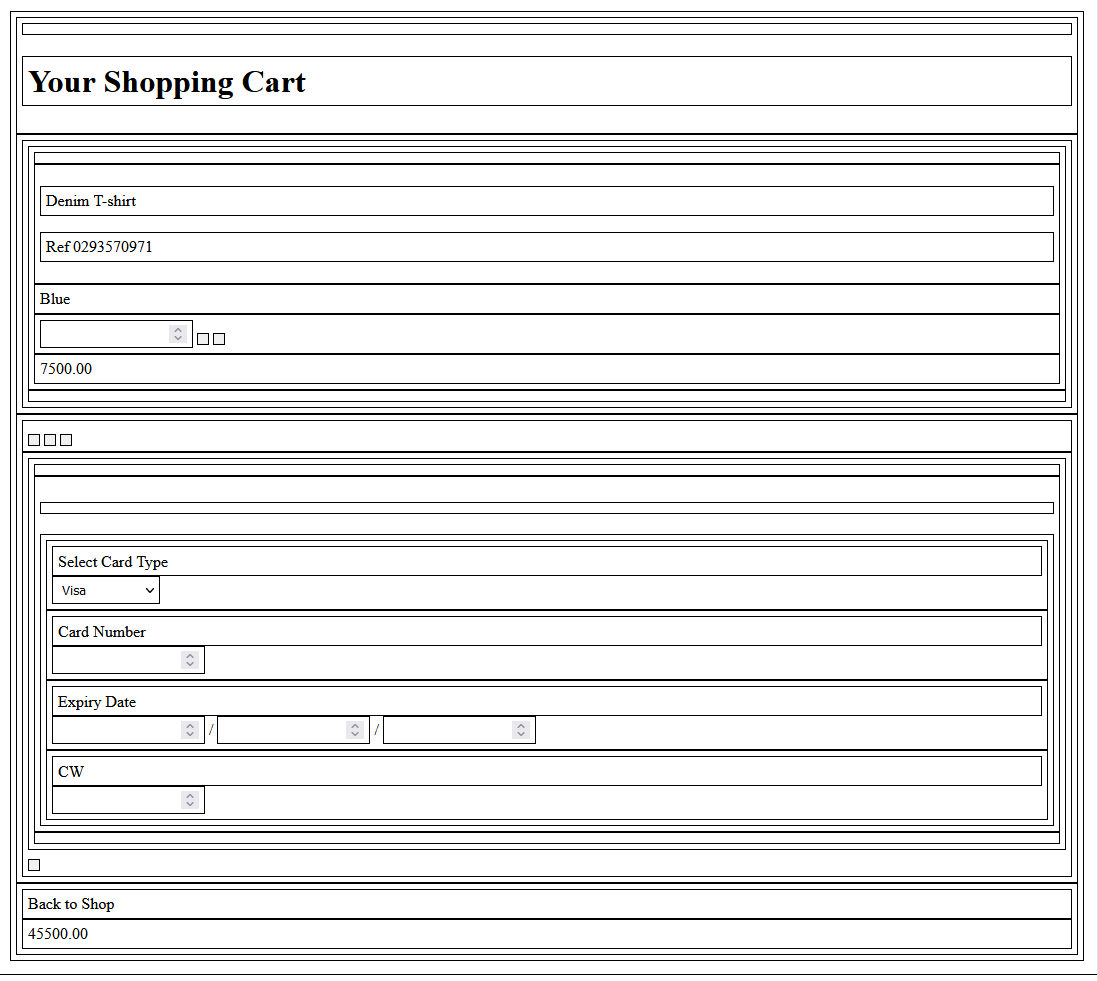 Your Shopping Cart
Denim T-shirt
Ref 0293570971
Blue
7500.00
Select Card Type
Visa
Card Number
Expiry Date
/ /
CW
Back to Shop
45500.00